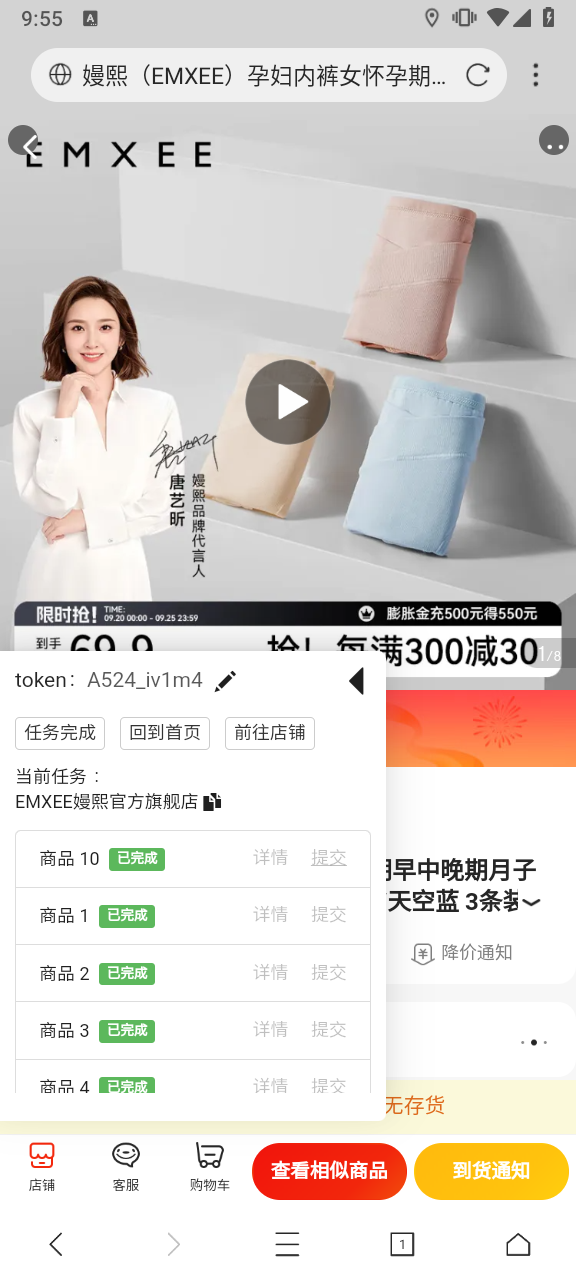 9:55
A
嫚熙（EMXEE）孕妇内裤女怀孕期...
EMXEE
唐艺昕
嫚熙品牌代言人
限时抢！
TIME:
09.20 00:00 - 09.25 23:59
膨胀金充500元得550元
到手
69.9
抢！每满300减30
1/8
token： A524_iv1m4
任务完成
回到首页
前往店铺
当前任务：
EMXEE嫚熙官方旗舰店
商品 10 已完成 详情 提交
商品 1 已完成 详情 提交
商品 2 已完成 详情 提交
商品 3 已完成 详情 提交
商品 4 已完成 详情 提交
期早中晚期月子
天空蓝 3条装
降价通知
无存货
店铺
客服
购物车
查看相似商品
到货通知
1